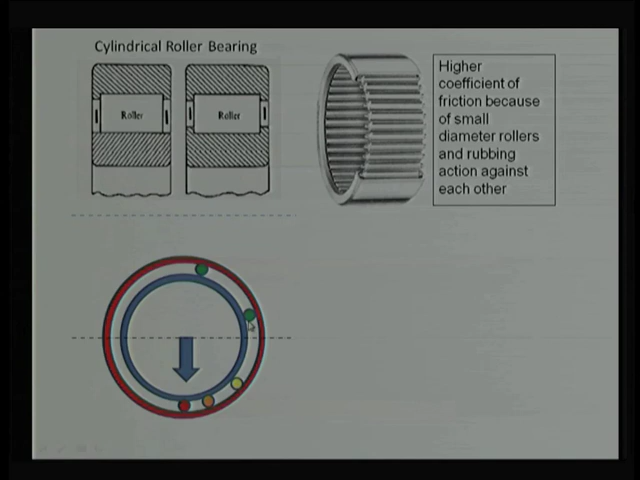 Cylindrical Roller Bearing
Roller
Roller
Higher
coefficient of
friction because
of small
diameter rollers
and rubbing
action against
each other